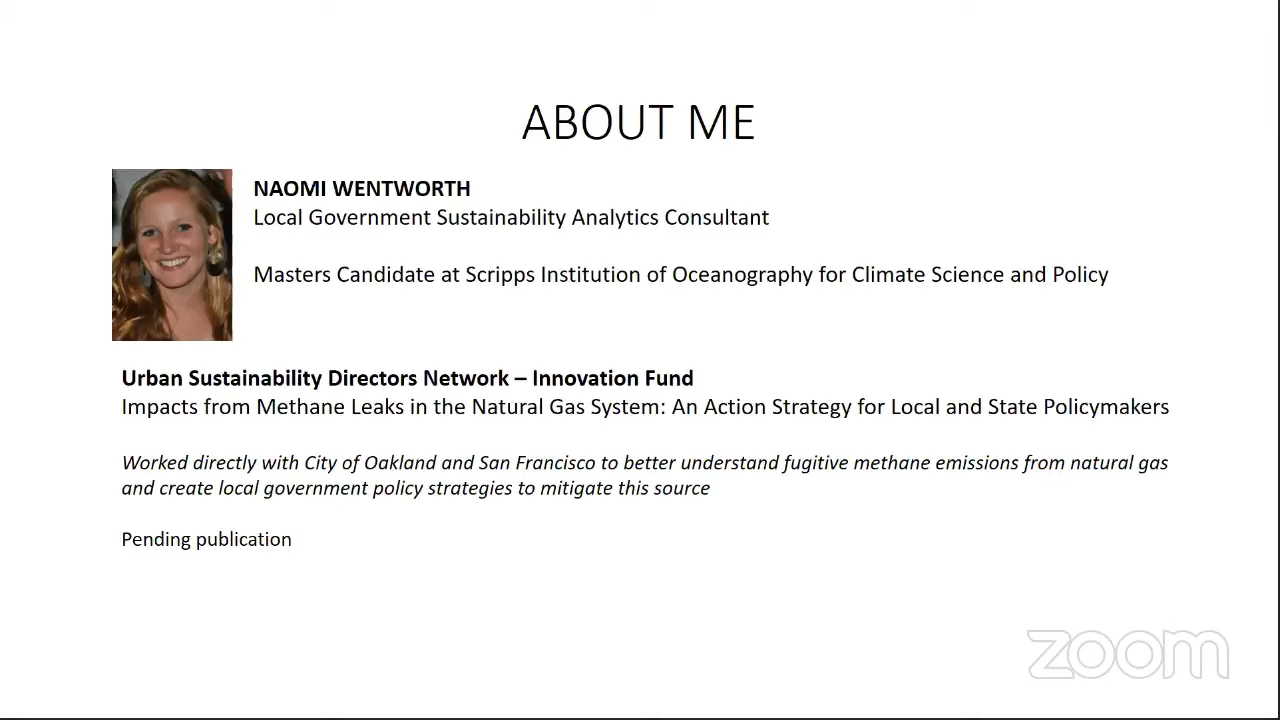 ABOUT ME
NAOMI WENTWORTH
Local Government Sustainability Analytics Consultant
Masters Candidate at Scripps Institution of Oceanography for Climate Science and Policy
Urban Sustainability Directors Network – Innovation Fund
Impacts from Methane Leaks in the Natural Gas System: An Action Strategy for Local and State Policymakers
Worked directly with City of Oakland and San Francisco to better understand fugitive methane emissions from natural gas
and create local government policy strategies to mitigate this source
Pending publication
zoom